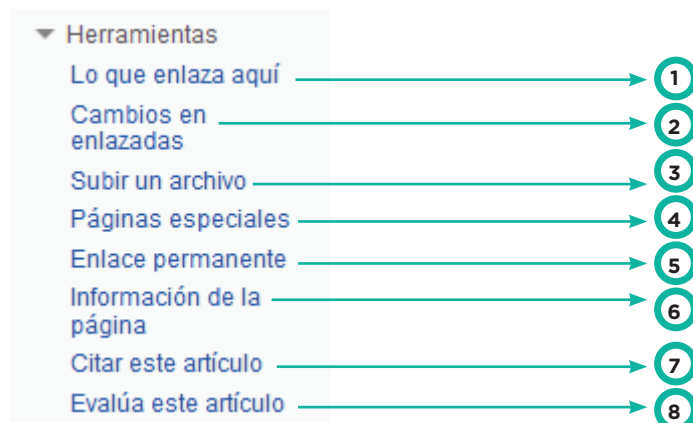 Herramientas
Lo que enlaza aquí
1
Cambios en
enlazadas
2
Subir un archivo
3
Páginas especiales
4
Enlace permanente
5
Información de la
página
6
Citar este artículo
7
Evalúa este artículo
8